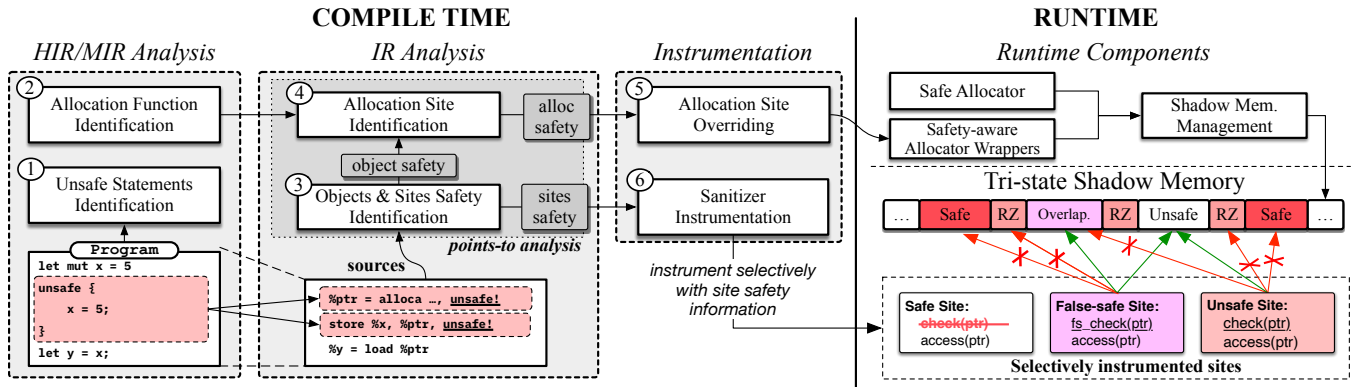 COMPILE TIME
RUNTIME
HIR/MIR Analysis
IR Analysis
Instrumentation
Runtime Components
2
Allocation Function
Identification
1
Unsafe Statements
Identification
Program
let mut x = 5
unsafe {
x = 5;
}
let y = x;
4
Allocation Site
Identification
alloc
safety
object safety
3
Objects & Sites Safety
Identification
sites
safety
points-to analysis
sources
%ptr = alloca …, unsafe!
store %x, %ptr, unsafe!
%y = load %ptr
5
Allocation Site
Overriding
6
Sanitizer
Instrumentation
instrument selectively
with site safety
information
Safe Allocator
Safety-aware
Allocator Wrappers
Shadow Mem.
Management
Tri-state Shadow Memory
… Safe RZ Overlap. RZ Unsafe RZ Safe …
Safe Site:
check(ptr)
access(ptr)
False-safe Site:
fs_check(ptr)
access(ptr)
Unsafe Site:
check(ptr)
access(ptr)
Selectively instrumented sites